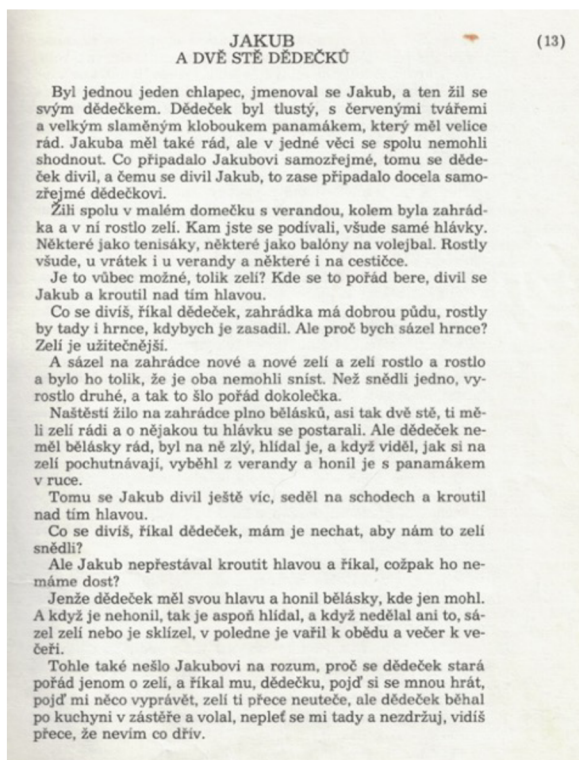 JAKUB
(13)
A DVĚ STĚ DĚDEČKŮ
Byl jednou jeden chlapec, jmenoval se Jakub, a ten žil se
svým dědečkem. Dědeček byl tlustý, s červenými tvářemi
a velkým slaměným kloboukem panamákem, který měl velice
rád. Jakuba měl také rád, ale v jedné věci se spolu nemohli
shodnout. Co připadalo Jakubovi samozřejmé, tomu se děde-
ček divil, a čemu se divil Jakub, to zase připadalo docela samo-
zřejmé dědečkovi.
Žili spolu v malém domečku s verandou, kolem byla zahrád-
ka a v ní rostlo zelí. Kam jste se podívali, všude samé hlávky.
Některé jako tenisáky, některé jako balóny na volejbal. Rostly
všude, u vrátek i u verandy a některé i na cestičce.
Je to vůbec možné, tolik zelí? Kde se to pořád bere, divil se
Jakub a kroutil nad tím hlavou.
Co se divíš, říkal dědeček, zahrádka má dobrou půdu, rostly
by tady i hrnce, kdybych je zasadil. Ale proč bych sázel hrnce?
Zelí je užitečnější.
A sázel na zahrádce nové a nové zelí a zelí rostlo a rostlo
a bylo ho tolik, že je oba nemohli sníst. Než snědli jedno, vy-
rostlo druhé, a tak to šlo pořád dokolečka.
Naštěstí žilo na zahrádce plno bělásků, asi tak dvě stě, ti mě-
li zelí rádi a o nějakou tu hlávku se postarali. Ale dědeček ne-
měl bělásky rád, byl na ně zlý, hlídal je, a když viděl, jak si na
zelí pochutnávají, vyběhl z verandy a honil je s panamákem
v ruce.
Tomu se Jakub divil ještě víc, seděl na schodech a kroutil
nad tím hlavou.
Co se divíš, říkal dědeček, mám je nechat, aby nám to zelí
snědli?
Ale Jakub nepřestával kroutit hlavou a říkal, cožpak ho ne-
máme dost?
Jenže dědeček měl svou hlavu a honil bělásky, kde jen mohl.
A když je nehonil, tak je aspoň hlídal, a když nedělal ani to, sá-
zel zelí nebo je sklízel, v poledne je vařil k obědu a večer k ve-
čeři.
Tohle také nešlo Jakubovi na rozum, proč se dědeček stará
pořád jenom o zelí, a říkal mu, dědečku, pojď si se mnou hrát,
pojď mi něco vyprávět, zelí ti přece neuteče, ale dědeček běhal
po kuchyni v zástěře a volal, nepleť se mi tady a nezdržuj, vidíš
přece, že nevím co dřív.